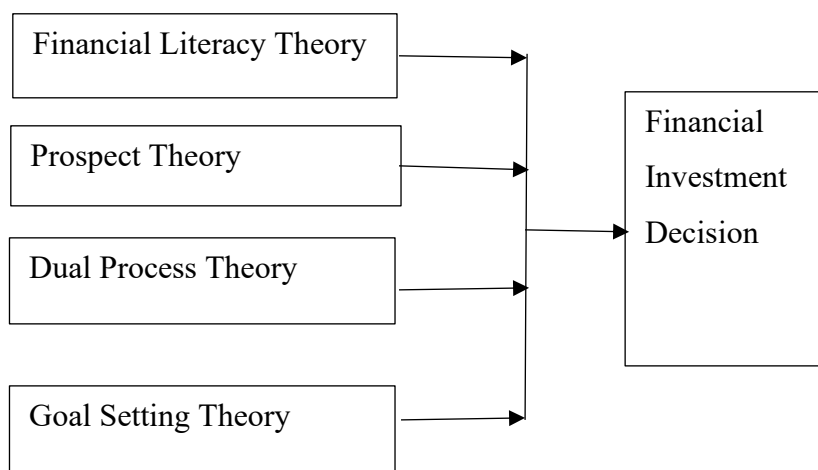 Financial Literacy Theory
Prospect Theory
Dual Process Theory
Goal Setting Theory
Financial
Investment
Decision